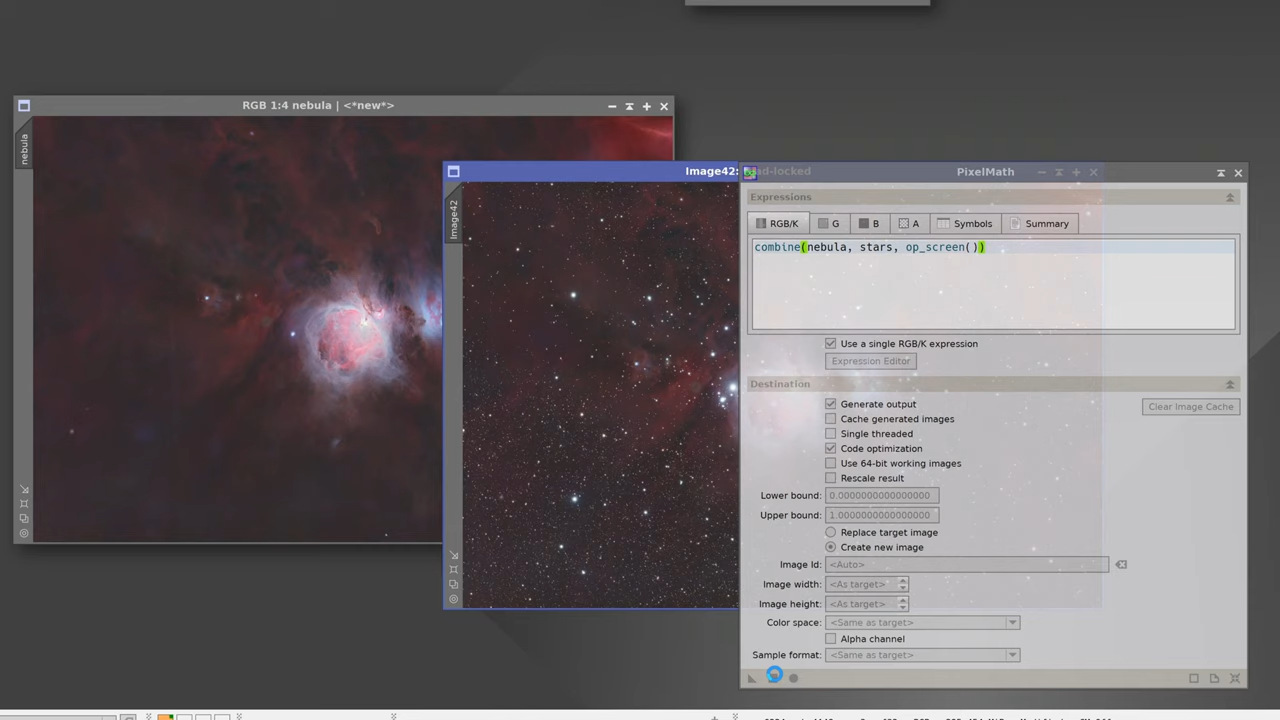 RGB 1:4 nebula | <*new*>
nebula
Image42:
ad-locked
PixelMath
Image42
Expressions
RGB/K
G
B
A
Symbols
Summary
combine(nebula, stars, op_screen())
Use a single RGB/K expression
Expression Editor
Destination
Generate output
Clear Image Cache
Cache generated images
Single threaded
Code optimization
Use 64-bit working images
Rescale result
Lower bound: 0.0000000000000000
Upper bound: 1.0000000000000000
Replace target image
Create new image
Image Id: <Auto>
Image width: <As target>
Image height: <As target>
Color space: <Same as target>
Alpha channel
Sample format: <Same as target>